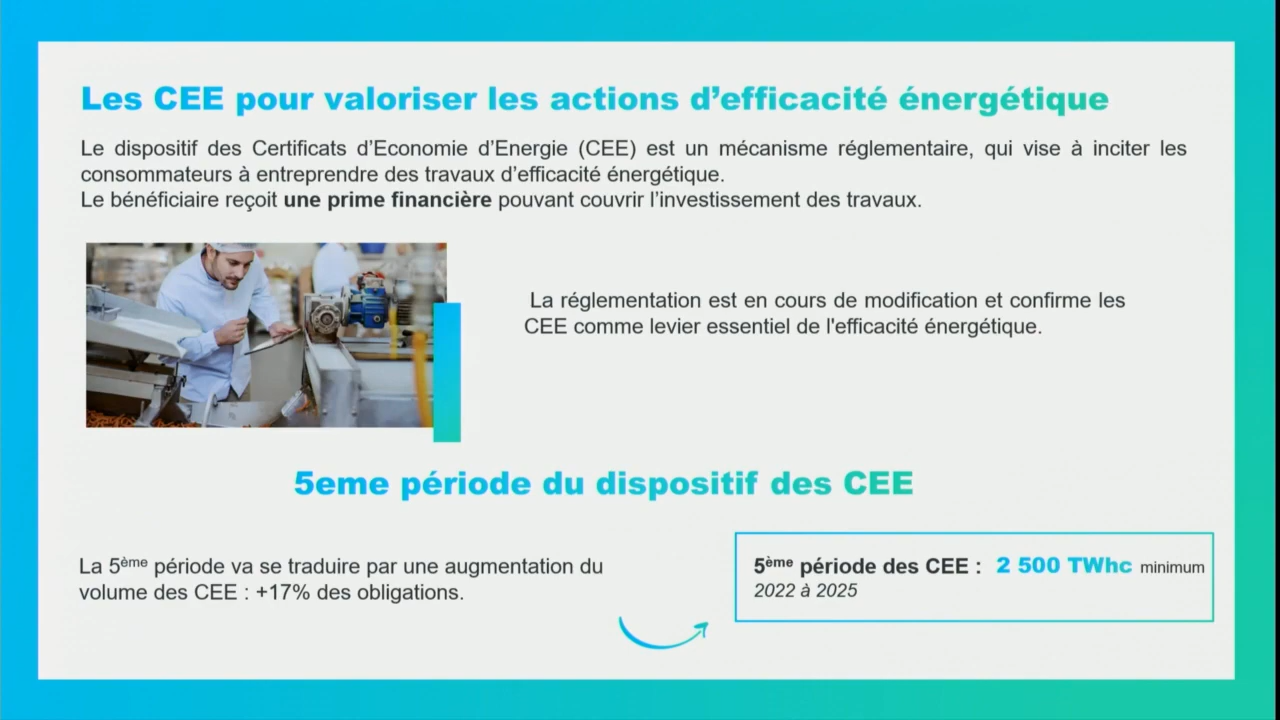 Les CEE pour valoriser les actions d’efficacité énergétique
Le dispositif des Certificats d’Economie d’Energie (CEE) est un mécanisme réglementaire, qui vise à inciter les
consommateurs à entreprendre des travaux d’efficacité énergétique.
Le bénéficiaire reçoit une prime financière pouvant couvrir l’investissement des travaux.
La réglementation est en cours de modification et confirme les
CEE comme levier essentiel de l'efficacité énergétique.
5eme période du dispositif des CEE
La 5ème période va se traduire par une augmentation du
volume des CEE : +17% des obligations.
5ème période des CEE : 2 500 TWhc minimum
2022 à 2025